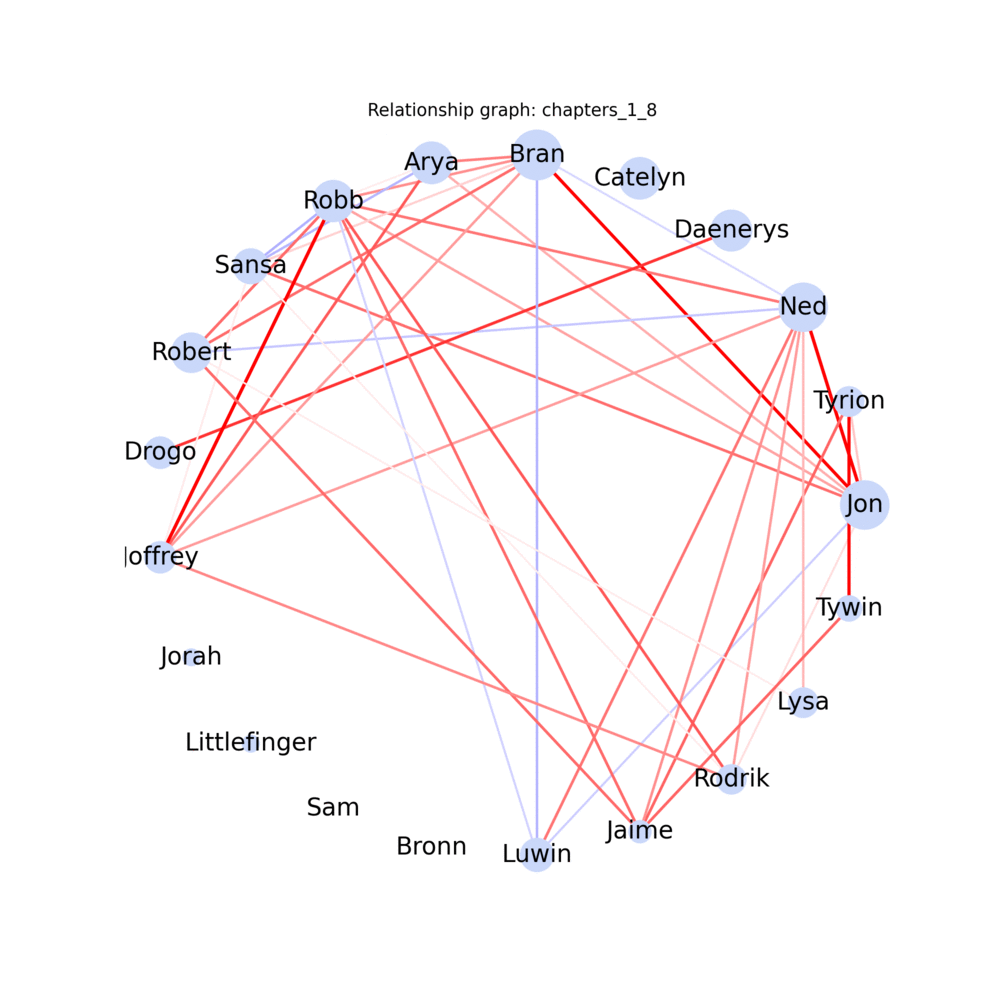 Relationship graph: chapters_1_8
Bran
Arya
Catelyn
Robb
Daenerys
Sansa
Ned
Robert
Tyrion
Drogo
Jon
Joffrey
Tywin
Jorah
Lysa
Littlefinger
Rodrik
Sam
Jaime
Bronn
Luwin